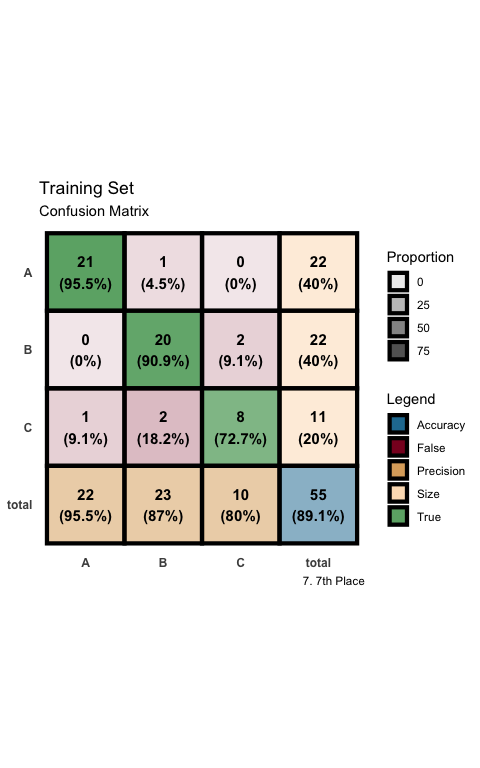 Training Set
Confusion Matrix
A
21
(95.5%)
1
(4.5%)
0
(0%)
22
(40%)
B
0
(0%)
20
(90.9%)
2
(9.1%)
22
(40%)
C
1
(9.1%)
2
(18.2%)
8
(72.7%)
11
(20%)
total
22
(95.5%)
23
(87%)
10
(80%)
55
(89.1%)
A B C total
7. 7th Place
Proportion
0
25
50
75
Legend
Accuracy
False
Precision
Size
True